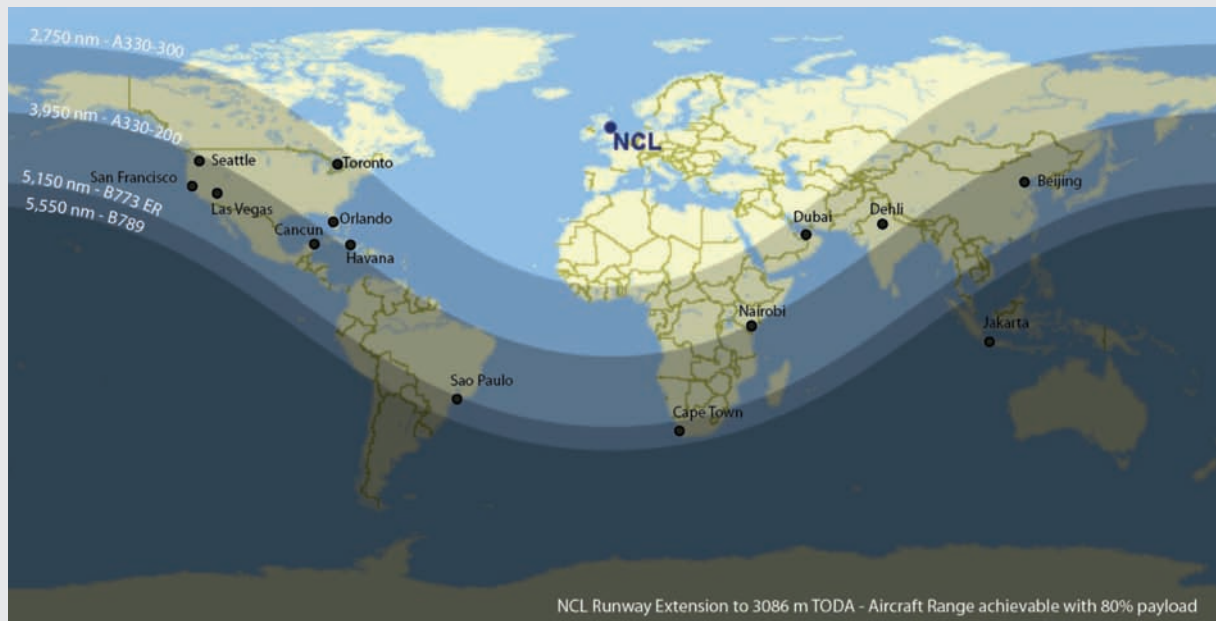 2,750 nm - A330-300
3,950 nm - A330-200
Seattle
Toronto
NCL
San Francisco
Las Vegas
5,150 nm - B773 ER
5,550 nm - B789
Orlando
Cancun
Havana
Dubai
Dehli
Beijing
Nairobi
Jakarta
Sao Paulo
Cape Town
NCL Runway Extension to 3086 m TODA - Aircraft Range achievable with 80% payload